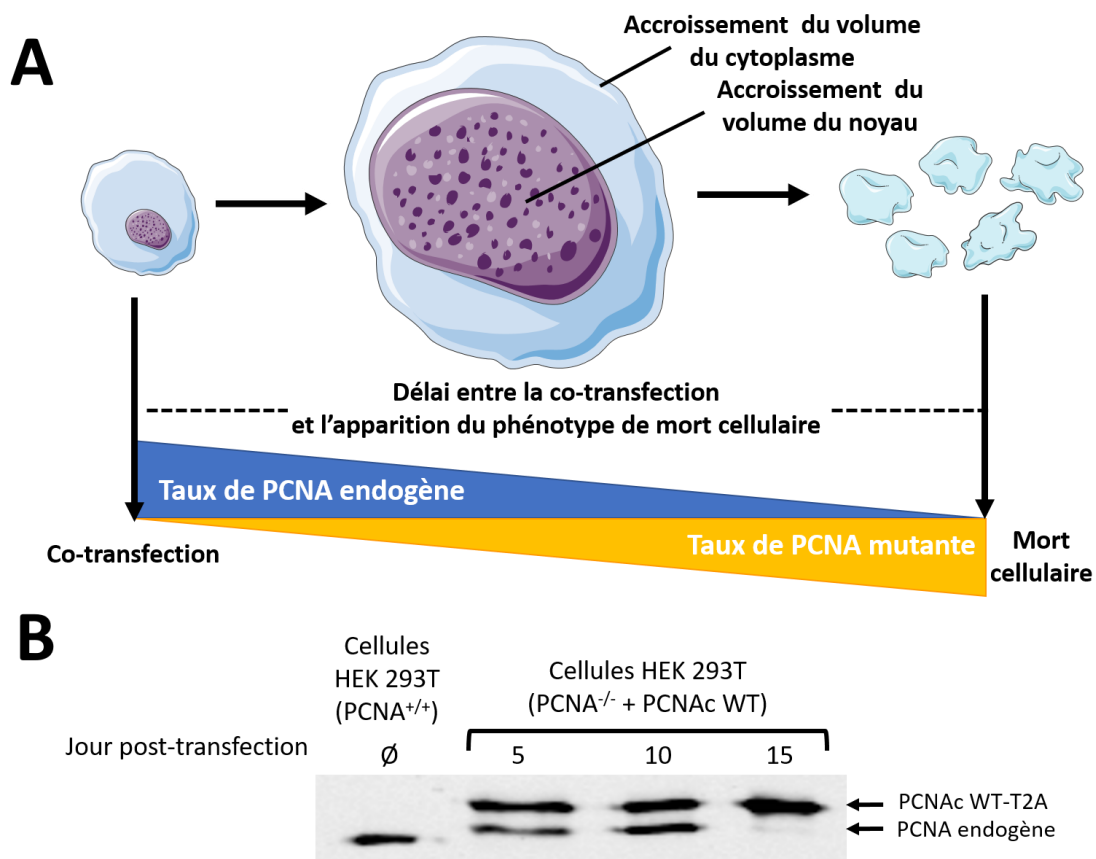 A
Accroissement du volume
du cytoplasme
Accroissement du
volume du noyau
Délai entre la co-transfection
et l’apparition du phénotype de mort cellulaire
Taux de PCNA endogène
Taux de PCNA mutante
Co-transfection
Mort
cellulaire
B
Cellules
HEK 293T
(PCNA+/+)
Cellules HEK 293T
(PCNA-/- + PCNAc WT)
Jour post-transfection
Ø 5 10 15
PCNAc WT-T2A
PCNA endogène